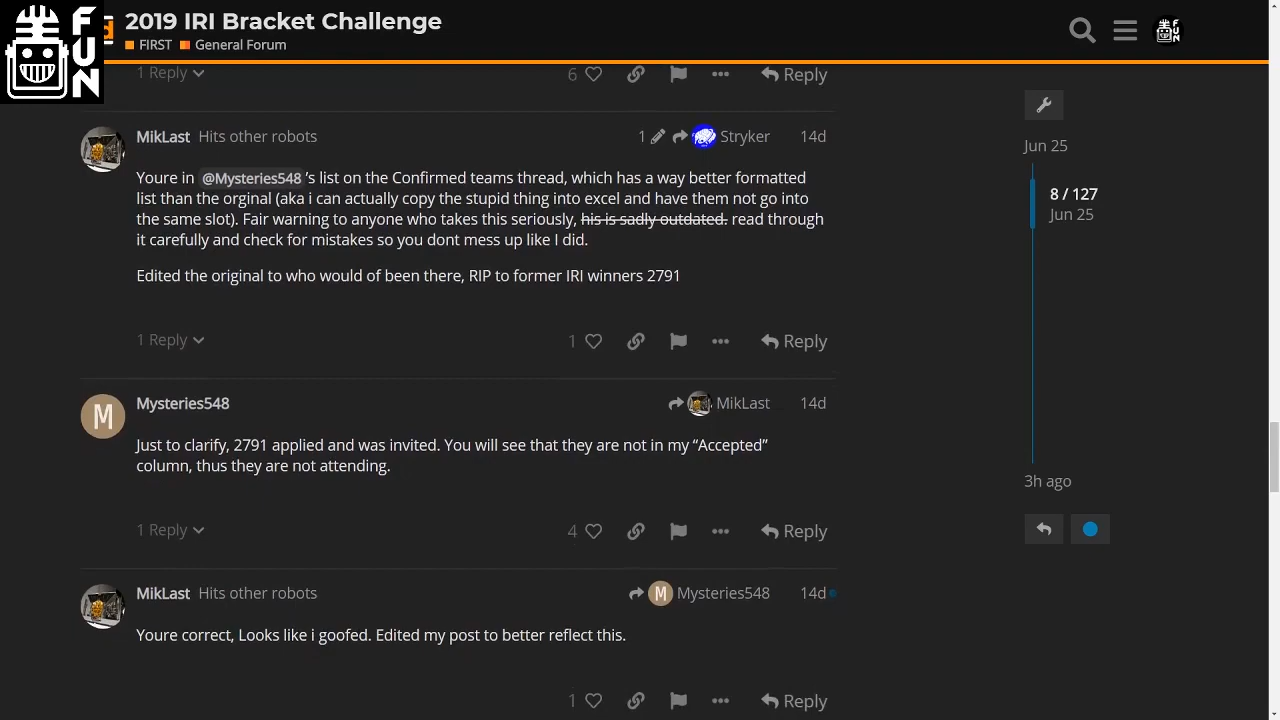 FUN
2019 IRI Bracket Challenge
FIRST General Forum
FUN
1 Reply 6 Reply
MikLast Hits other robots 1 Stryker 14d
Youre in @Mysteries548 's list on the Confirmed teams thread, which has a way better formatted
list than the orginal (aka i can actually copy the stupid thing into excel and have them not go into
the same slot). Fair warning to anyone who takes this seriously, his is sadly outdated. read through
it carefully and check for mistakes so you dont mess up like I did.
Edited the original to who would of been there, RIP to former IRI winners 2791
1 Reply 1 Reply
Mysteries548 MikLast 14d
M
Just to clarify, 2791 applied and was invited. You will see that they are not in my “Accepted”
column, thus they are not attending.
1 Reply 4 Reply
MikLast Hits other robots M Mysteries548 14d
Youre correct, Looks like i goofed. Edited my post to better reflect this.
1 Reply
Jun 25
8 / 127
Jun 25
3h ago